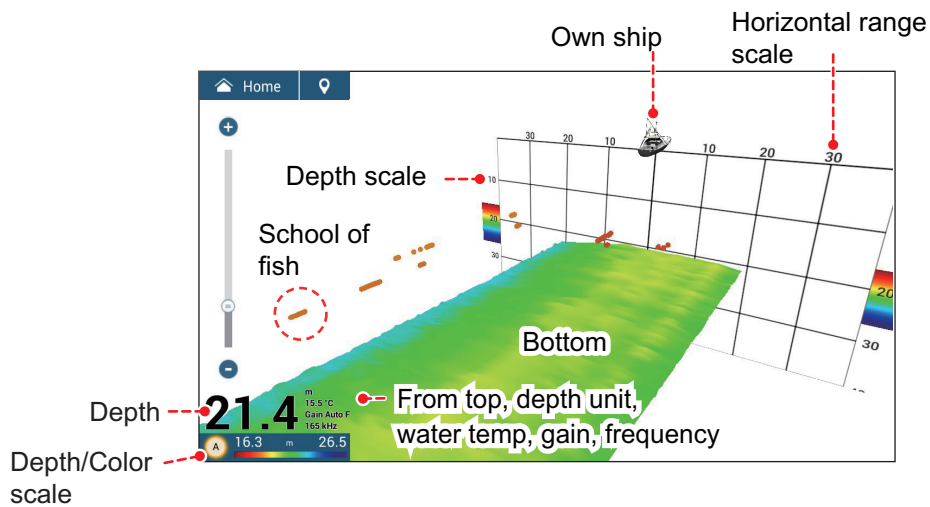 Own ship
Horizontal range
scale
Home
30 20 10 10 20 30
Depth scale
10
20
30
20
30
School of
fish
Bottom
Depth
21.4
m
15.5 °C
Gain Auto F
165 kHz
From top, depth unit,
water temp, gain, frequency
A 16.3 m 26.5
Depth/Color
scale